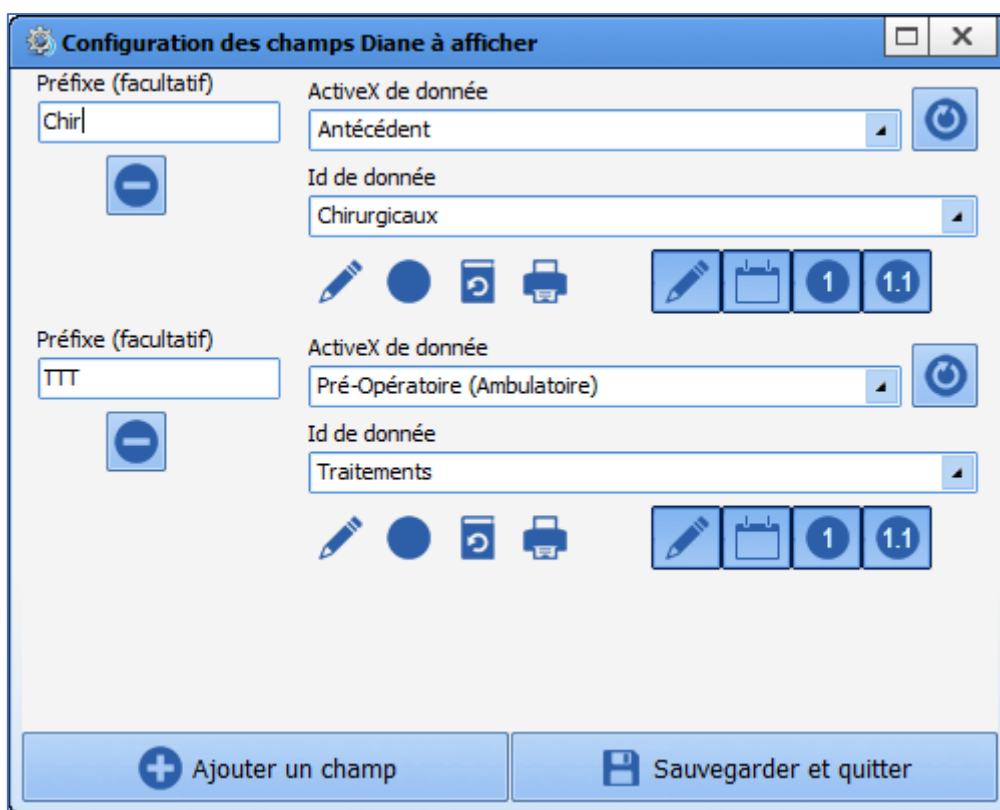 Configuration des champs Diane à afficher
Préfixe (facultatif)
Chir
ActiveX de donnée
Antécédent
Id de donnée
Chirurgicaux
1
1.1
Préfixe (facultatif)
TTT
ActiveX de donnée
Pré-Opératoire (Ambulatoire)
Id de donnée
Traitements
1
1.1
Ajouter un champ
Sauvegarder et quitter